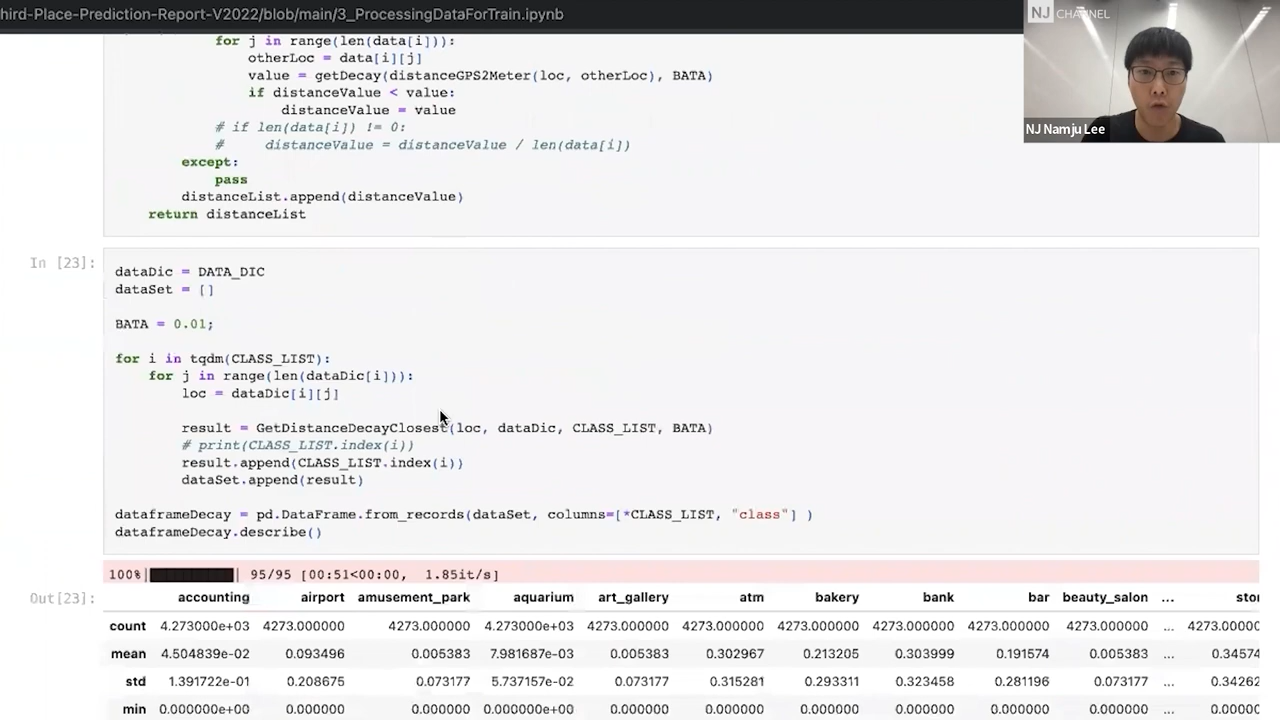 hird-Place-Prediction-Report-V2022/blob/main/3_ProcessingDataForTrain.ipynb
NJ CHANNEL
NJ Namju Lee
for j in range(len(data[i])):
otherLoc = data[i][j]
value = getDecay(distanceGPS2Meter(loc, otherLoc), BATA)
if distanceValue < value:
distanceValue = value
# if len(data[i]) != 0:
#     distanceValue = distanceValue / len(data[i])
except:
pass
distanceList.append(distanceValue)
return distanceList
In [23]:
dataDic = DATA_DIC
dataSet = []
BATA = 0.01;
for i in tqdm(CLASS_LIST):
for j in range(len(dataDic[i])):
loc = dataDic[i][j]
result = GetDistanceDecayClosest(loc, dataDic, CLASS_LIST, BATA)
# print(CLASS_LIST.index(i))
result.append(CLASS_LIST.index(i))
dataSet.append(result)
dataframeDecay = pd.DataFrame.from_records(dataSet, columns=[*CLASS_LIST, "class"] )
dataframeDecay.describe()
100%| | 95/95 [00:51<00:00,  1.85it/s]
Out[23]:
accounting airport amusement_park aquarium art_gallery atm bakery bank bar beauty_salon ... stor
count 4.273000e+03 4273.000000 4273.000000 4.273000e+03 4273.000000 4273.000000 4273.000000 4273.000000 4273.000000 4273.000000 ... 4273.0000
mean 4.504839e-02 0.093496 0.005383 7.981687e-03 0.005383 0.302967 0.213205 0.303999 0.191574 0.005383 ... 0.34574
std 1.391722e-01 0.208675 0.073177 5.737157e-02 0.073177 0.315281 0.293311 0.323458 0.281196 0.073177 ... 0.34262
min 0.000000e+00 0.000000 0.000000 0.000000e+00 0.000000 0.000000 0.000000 0.000000 0.000000 0.000000 ... 0.0000